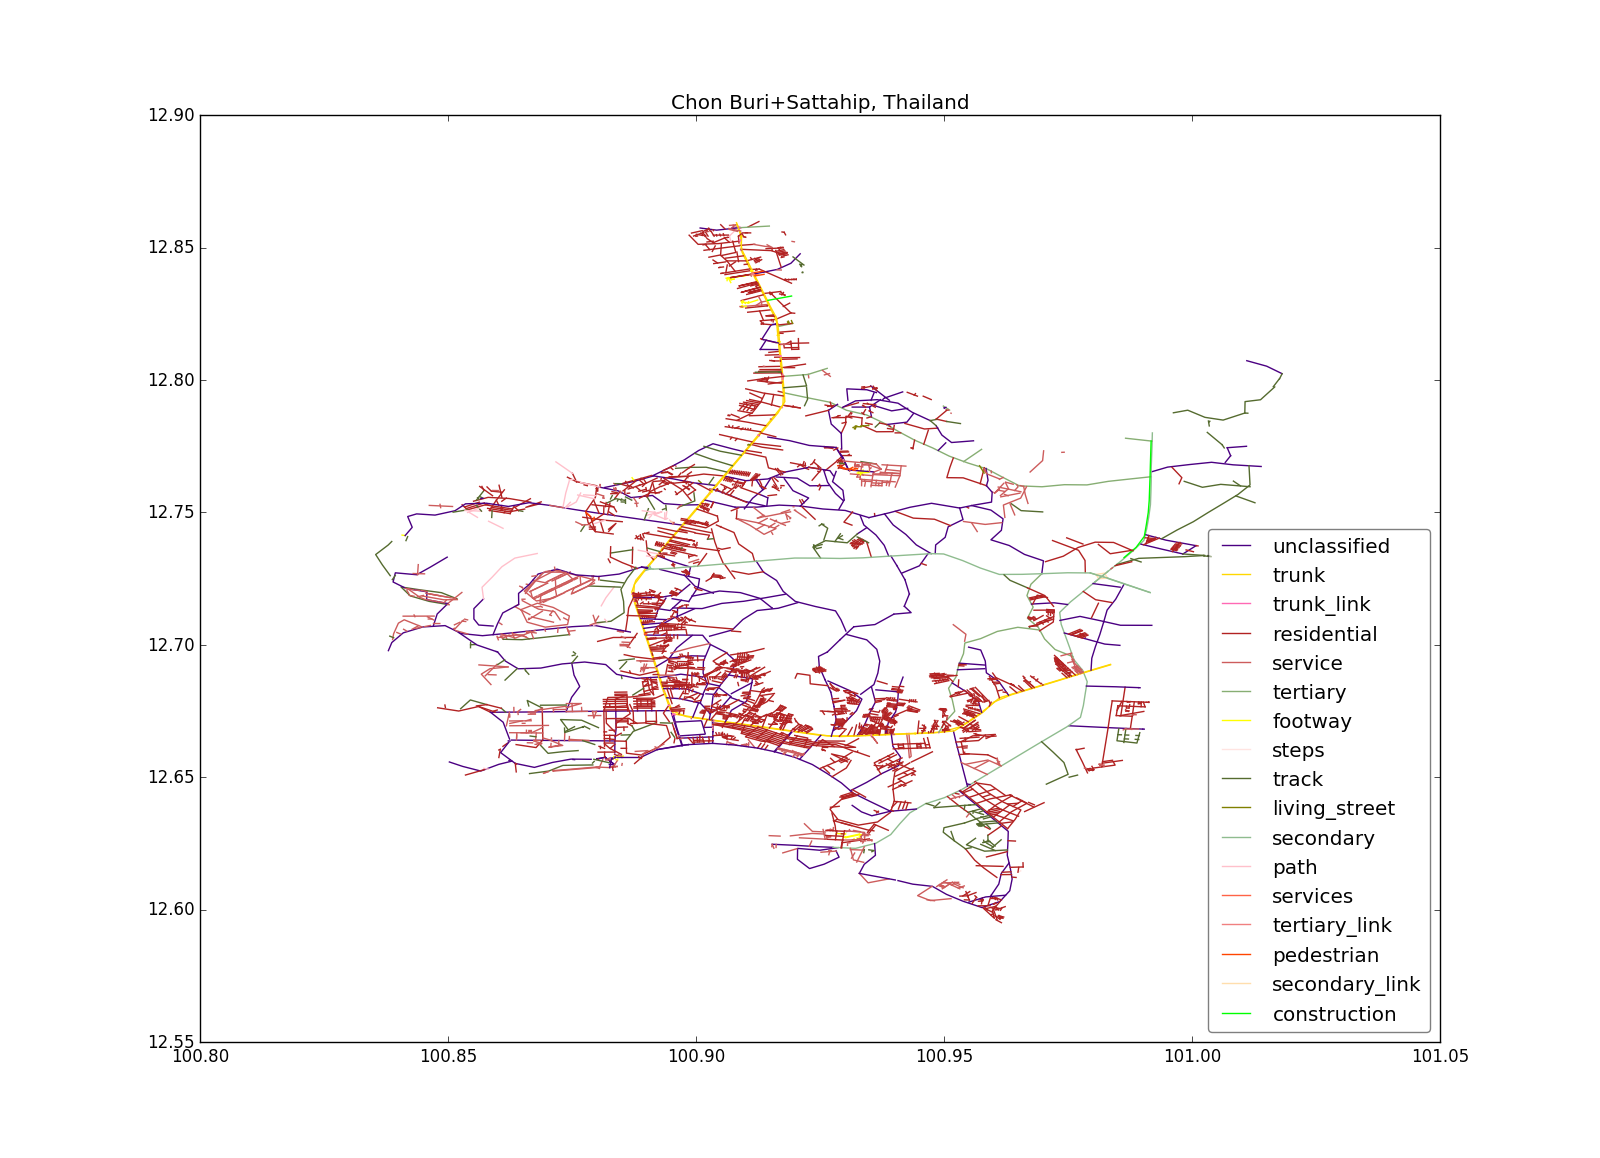 Chon Buri+Sattahip, Thailand
12.90
12.85
12.80
12.75
12.70
12.65
12.60
12.55
100.80 100.85 100.90 100.95 101.00 101.05
unclassified
trunk
trunk_link
residential
service
tertiary
footway
steps
track
living_street
secondary
path
services
tertiary_link
pedestrian
secondary_link
construction